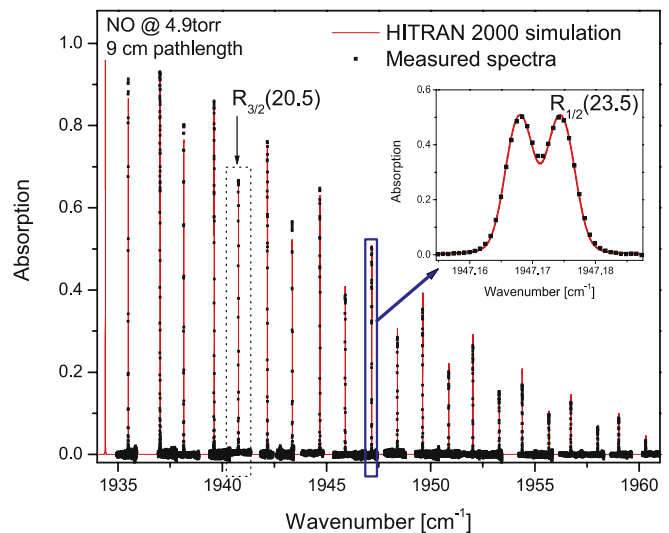 NO @ 4.9torr
9 cm pathlength
HITRAN 2000 simulation
Measured spectra
R3/2(20.5)
R1/2(23.5)
Absorption
1.0
0.8
0.6
0.4
0.2
0.0
1935
1940
1945
1950
1955
1960
Wavenumber [cm-1]
Absorption
0.6
0.4
0.2
0.0
1947,16
1947,17
1947,18
Wavenumber [cm-1]